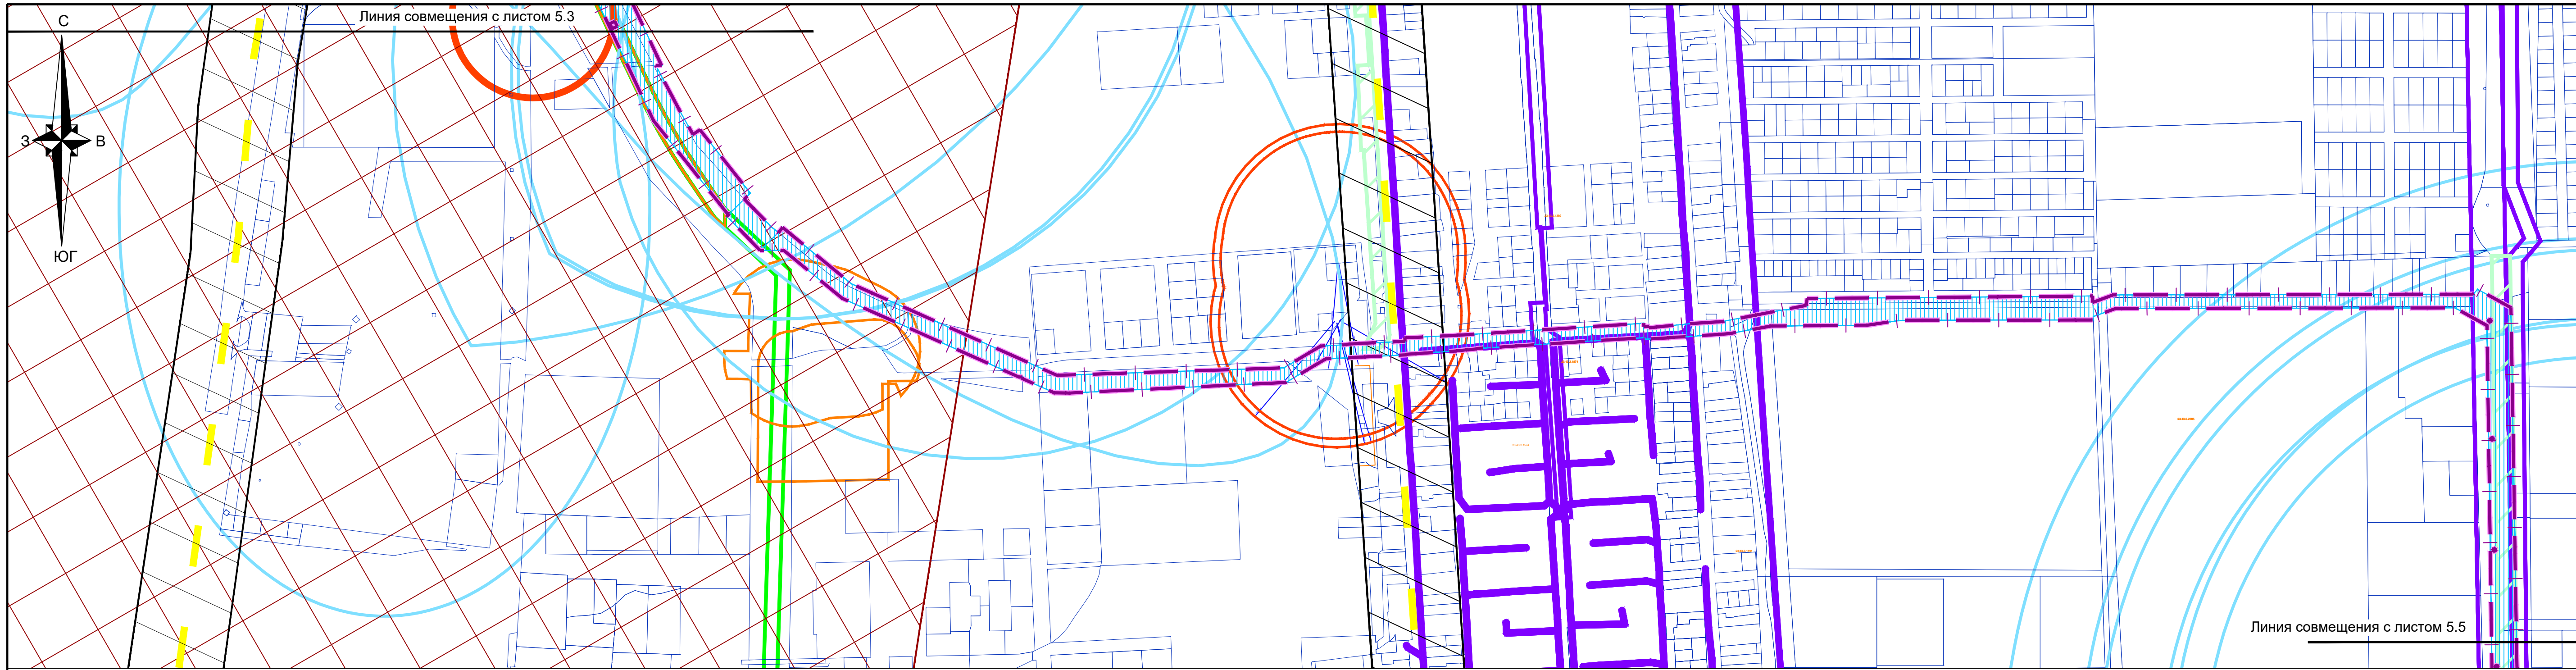 Линия совмещения с листом 5.3
С
З
В
ЮГ
Линия совмещения с листом 5.5